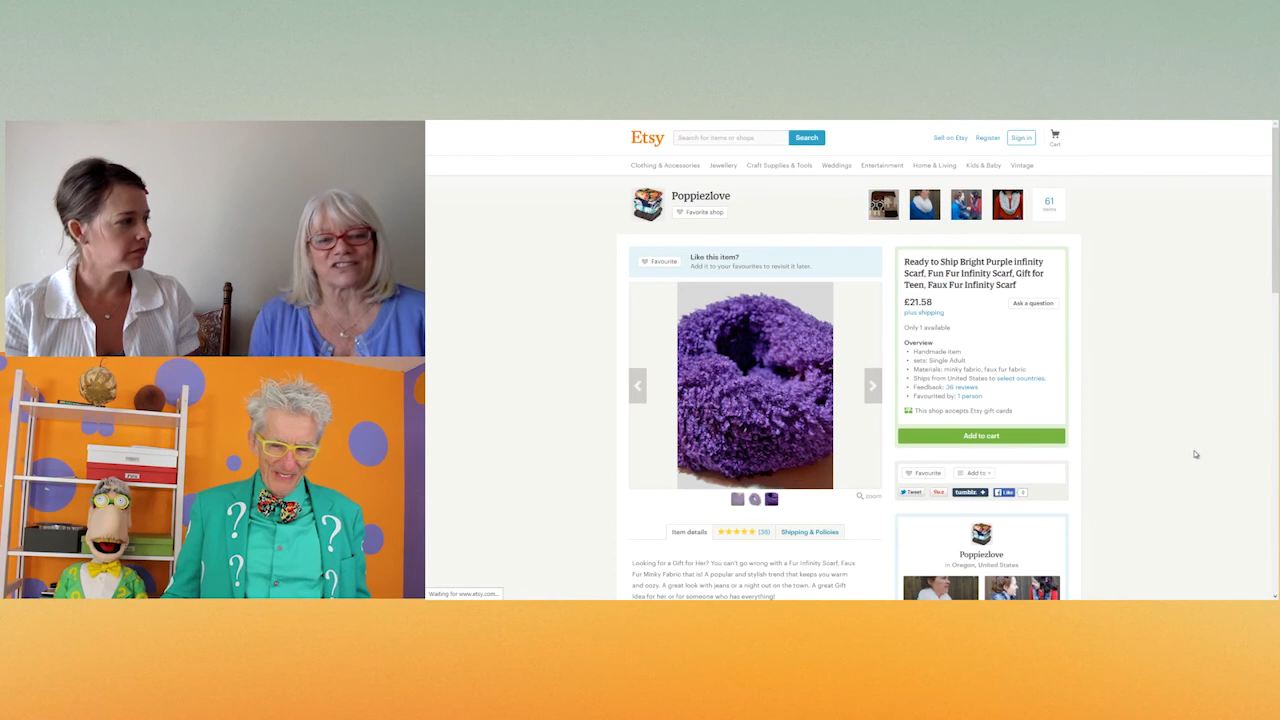 Etsy
Search for items or shops
Search
Sell on Etsy
Register
Sign in
Cart
Clothing & Accessories
Jewellery
Craft Supplies & Tools
Weddings
Entertainment
Home & Living
Kids & Baby
Vintage
Poppiezlove
Favorite shop
61
items
Favourite
Like this item?
Add it to your favourites to revisit it later.
zoom
Item details
(36)
Shipping & Policies
Looking for a Gift for Her? You can't go wrong with a Fur Infinity Scarf, Faux
Fur Minky Fabric that is! A popular and stylish trend that keeps you warm
and cozy. A great look with jeans or a night out on the town. A great Gift
Idea for her or for someone who has everything!
Ready to Ship Bright Purple infinity
Scarf, Fun Fur Infinity Scarf, Gift for
Teen, Faux Fur Infinity Scarf
£21.58
plus shipping
Ask a question
Only 1 available
Overview
• Handmade item
• sets: Single Adult
• Materials: minky fabric, faux fur fabric
• Ships from United States to select countries.
• Feedback: 36 reviews
• Favourited by: 1 person
This shop accepts Etsy gift cards
Add to cart
Favourite
Add to
Tweet
tumblr. +
Like
0
Poppiezlove
in Oregon, United States
Waiting for www.etsy.com...
? ?
? ?